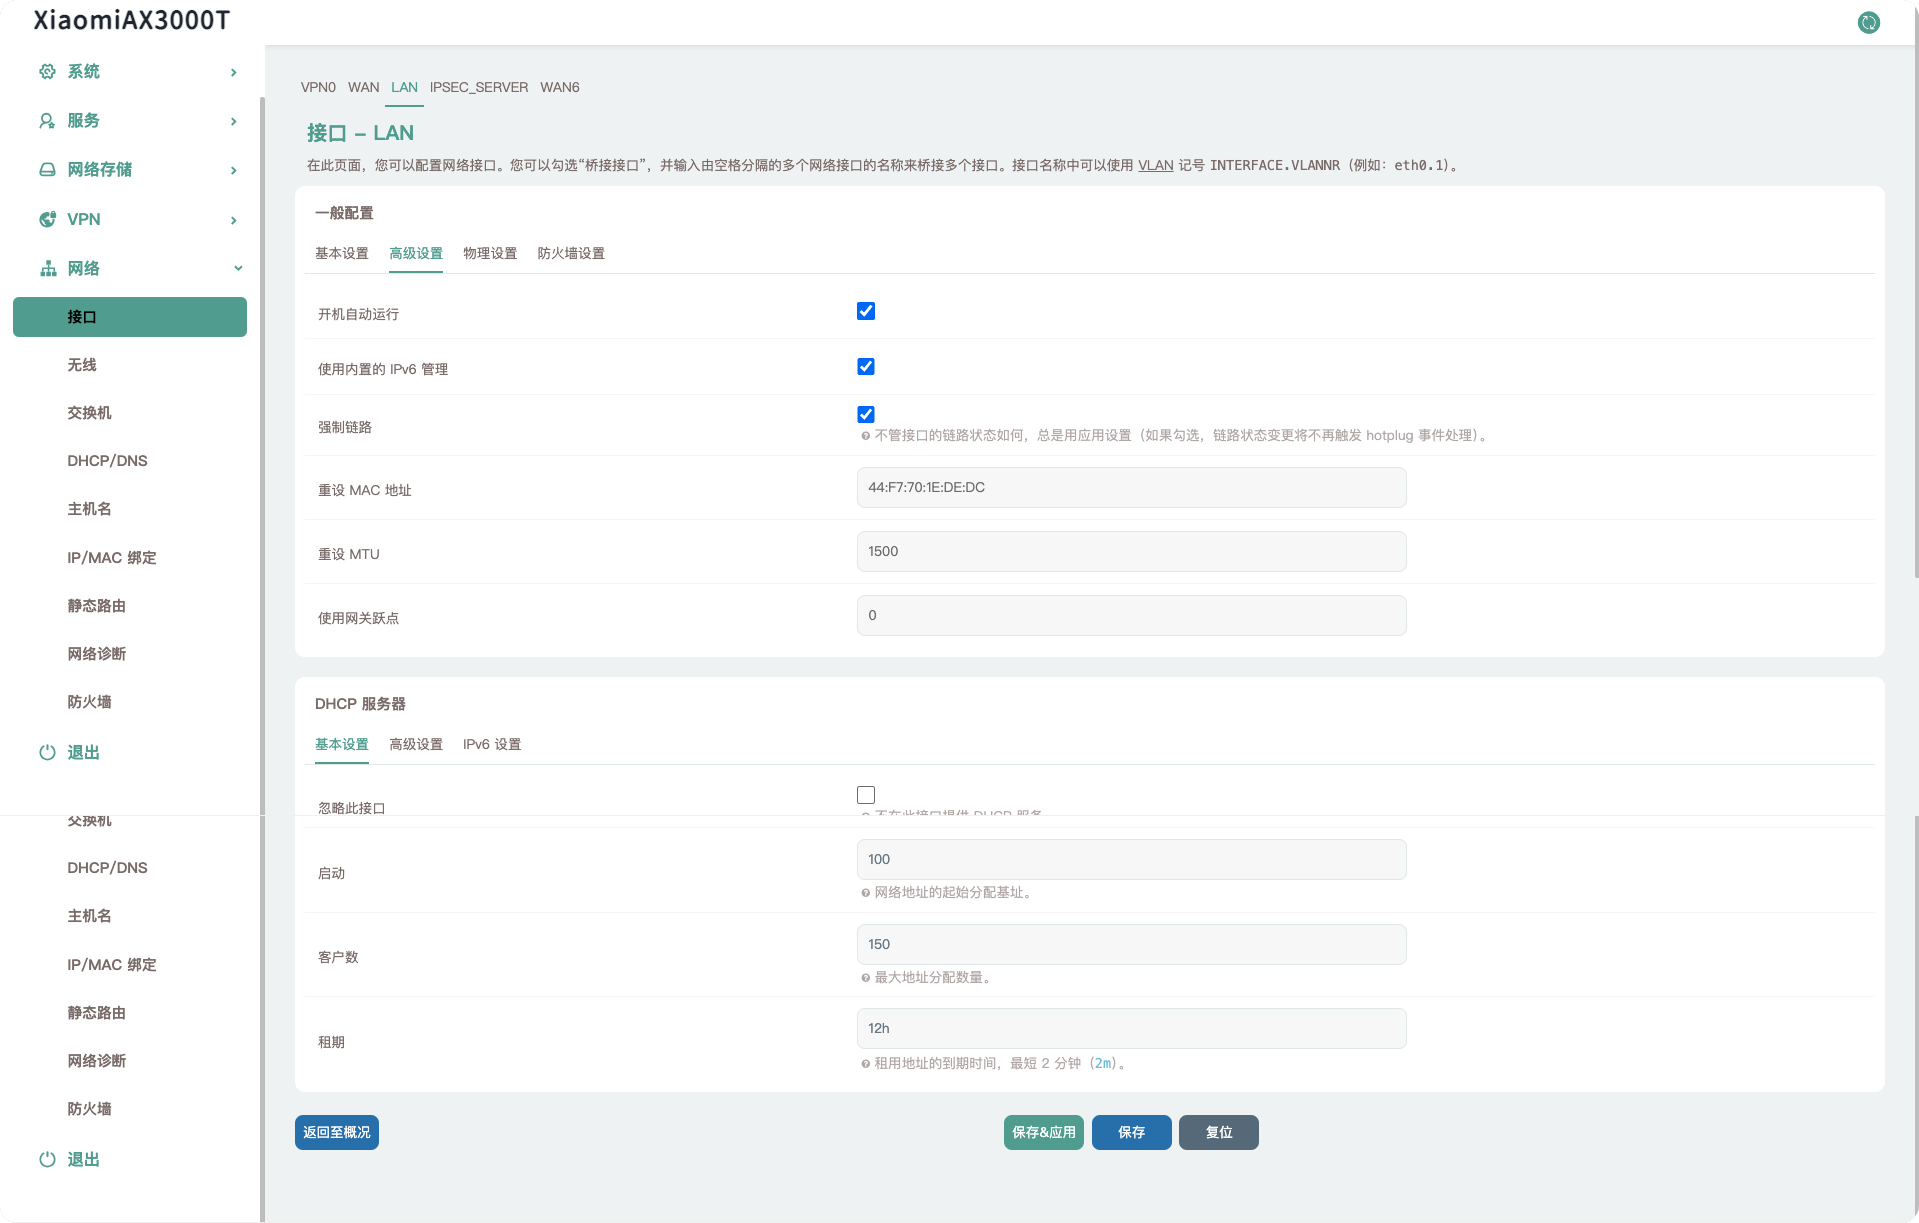 XiaomiAX3000T
系统
服务
网络存储
VPN
网络
接口
无线
交换机
DHCP/DNS
主机名
IP/MAC 绑定
静态路由
网络诊断
防火墙
退出
交换机
DHCP/DNS
主机名
IP/MAC 绑定
静态路由
网络诊断
防火墙
退出
VPN0 WAN LAN IPSEC_SERVER WAN6
接口 – LAN
在此页面，您可以配置网络接口。您可以勾选“桥接接口”，并输入由空格分隔的多个网络接口的名称来桥接多个接口。接口名称中可以使用 VLAN 记号 INTERFACE.VLANNR（例如：eth0.1）。
一般配置
基本设置 高级设置 物理设置 防火墙设置
开机自动运行
使用内置的 IPv6 管理
强制链路
不管接口的链路状态如何，总是用应用设置（如果勾选，链路状态变更将不再触发 hotplug 事件处理）。
重设 MAC 地址
44:F7:70:1E:DE:DC
重设 MTU
1500
使用网关跃点
0
DHCP 服务器
基本设置 高级设置 IPv6 设置
忽略此接口
不在此接口提供 DHCP 服务
启动
100
网络地址的起始分配基址。
客户数
150
最大地址分配数量。
租期
12h
租用地址的到期时间，最短 2 分钟（2m）。
返回至概况 保存&应用 保存 复位